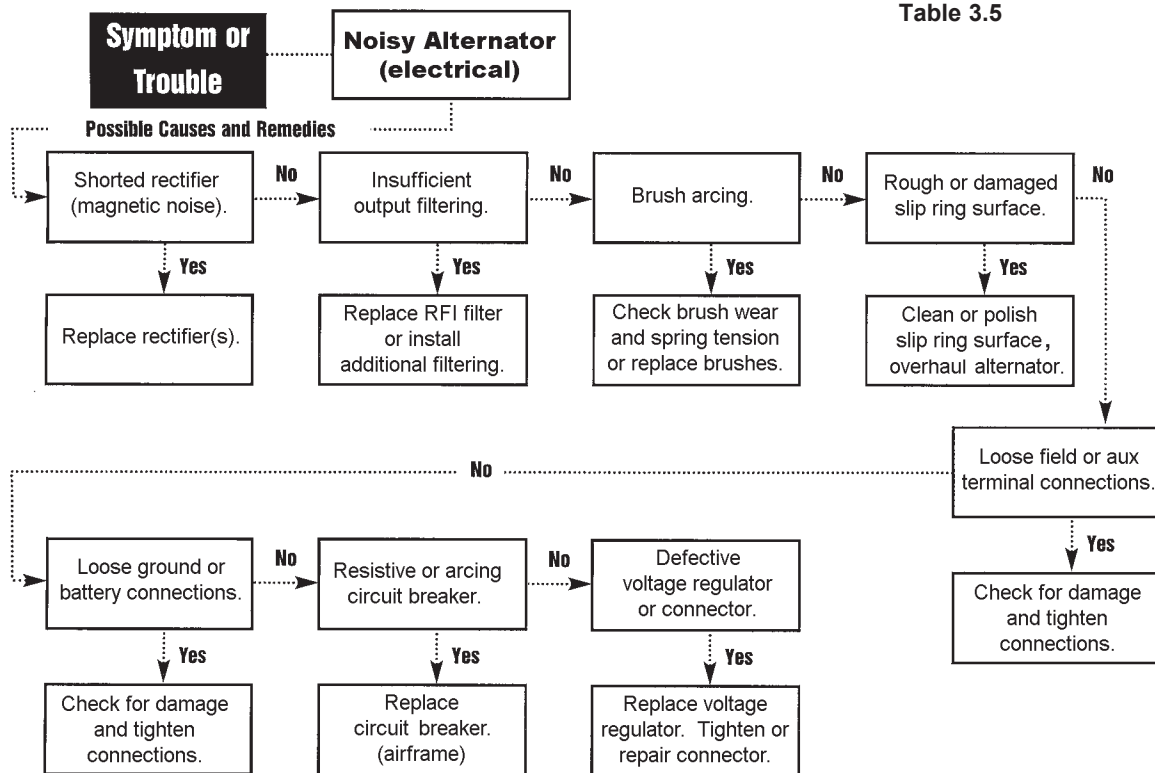 Table 3.5
Symptom or
Trouble
Noisy Alternator
(electrical)
Possible Causes and Remedies
Shorted rectifier
(magnetic noise).
No
Insufficient
output filtering.
No
Brush arcing.
No
Rough or damaged
slip ring surface.
No
Yes
Yes
Yes
Yes
Replace rectifier(s).
Replace RFI filter
or install
additional filtering.
Check brush wear
and spring tension
or replace brushes.
Clean or polish
slip ring surface,
overhaul alternator.
Loose field or aux
terminal connections.
No
Yes
Check for damage
and tighten
connections.
Loose ground or
battery connections.
No
Resistive or arcing
circuit breaker.
No
Defective
voltage regulator
or connector.
Yes
Yes
Yes
Check for damage
and tighten
connections.
Replace
circuit breaker.
(airframe)
Replace voltage
regulator. Tighten or
repair connector.